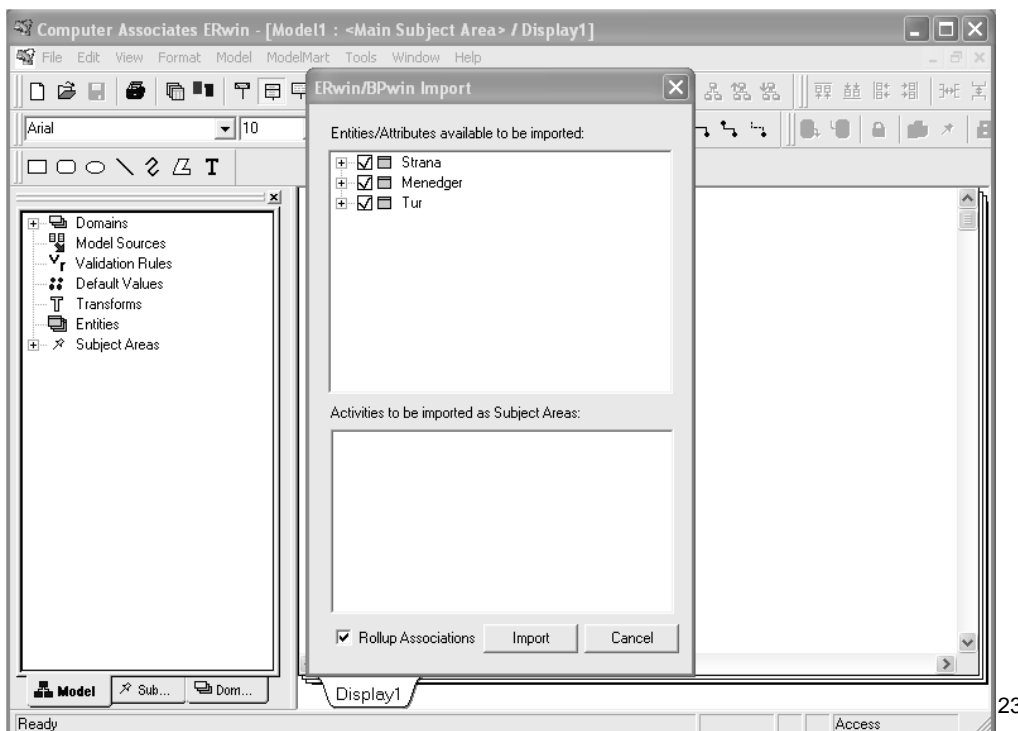 Computer Associates ERwin - [Model1 : <Main Subject Area> / Display1]
File Edit View Format Model ModelMart Tools Window Help
ERwin/BPwin Import
Arial 10
Entities/Attributes available to be imported:
Strana
Menedger
Tur
T
Domains
Model Sources
Validation Rules
Default Values
Transforms
Entities
Subject Areas
Activities to be imported as Subject Areas:
Rollup Associations Import Cancel
Model Sub... Dom...
Display1
23
Ready Access